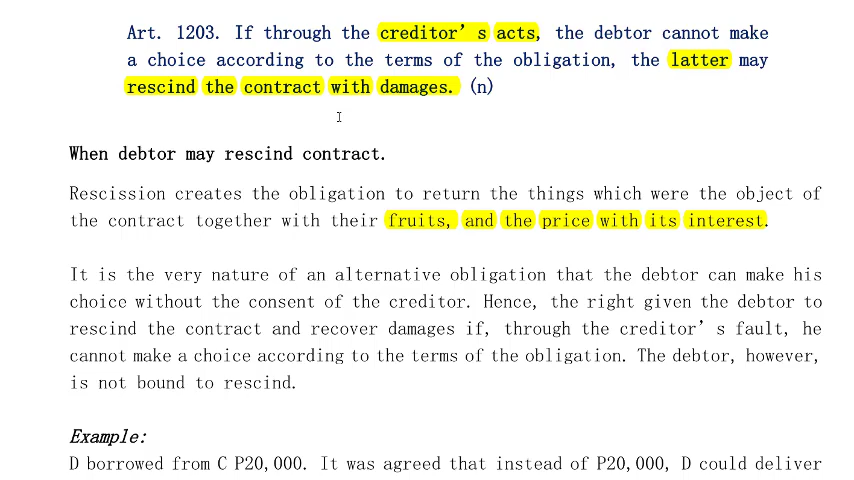 Art. 1203. If through the creditor's acts, the debtor cannot make
a choice according to the terms of the obligation, the latter may
rescind the contract with damages. (n)
When debtor may rescind contract.
Rescission creates the obligation to return the things which were the object of
the contract together with their fruits, and the price with its interest.
It is the very nature of an alternative obligation that the debtor can make his
choice without the consent of the creditor. Hence, the right given the debtor to
rescind the contract and recover damages if, through the creditor's fault, he
cannot make a choice according to the terms of the obligation. The debtor, however,
is not bound to rescind.
Example:
D borrowed from C P20,000. It was agreed that instead of P20,000, D could deliver